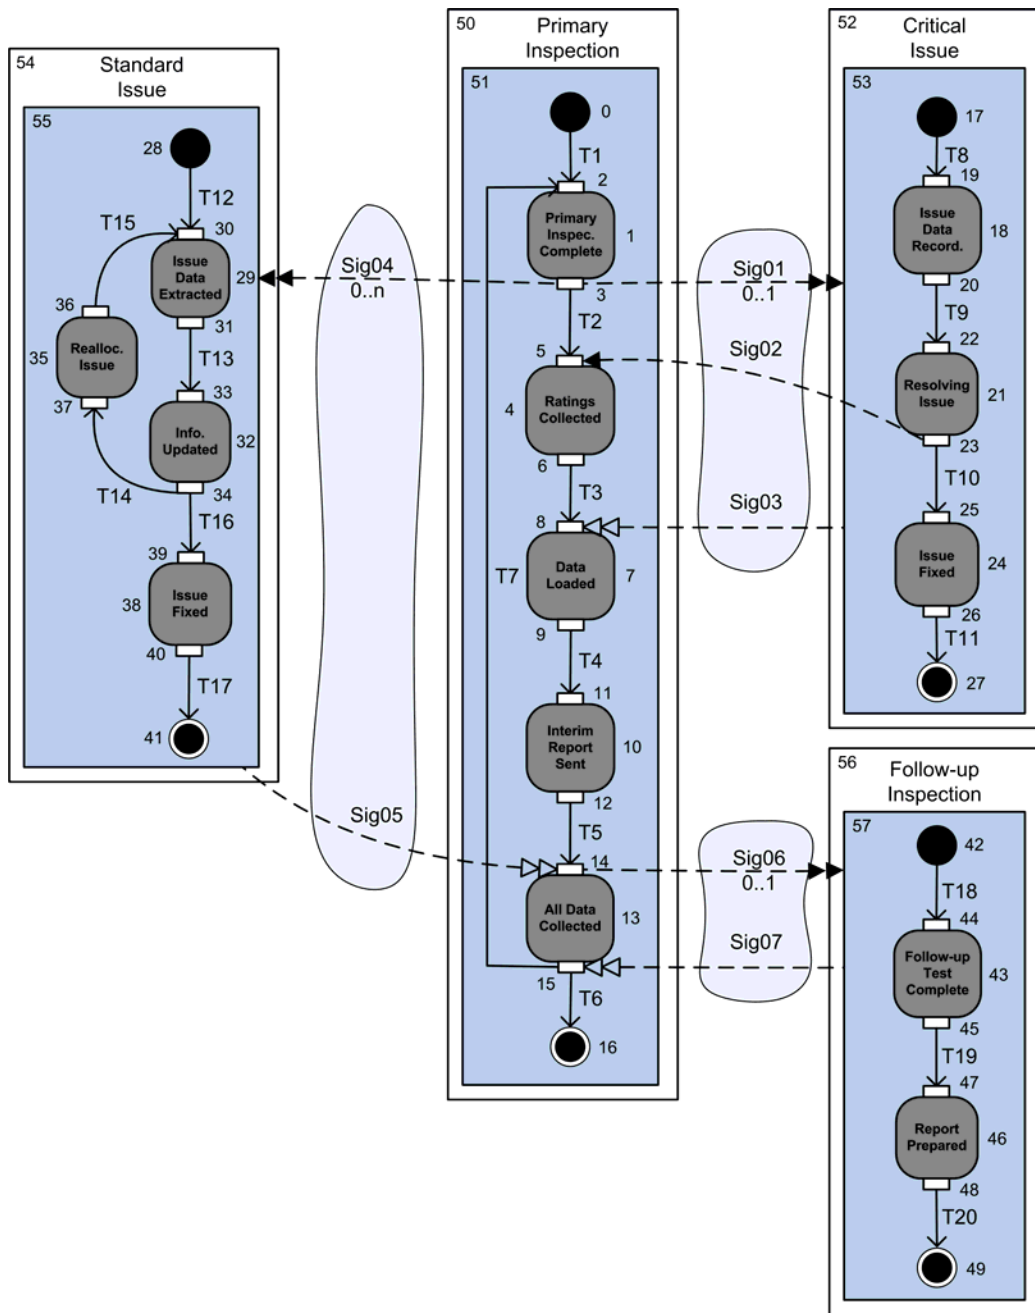 54
Standard
Issue
55
28
T12
T15
30
Issue
Data
Extracted
29
36
31
Realloc.
Issue
35
T13
33
37
Info.
Updated
32
T14
34
T16
39
Issue
Fixed
38
40
T17
41
Sig04
0..n
Sig05
50
Primary
Inspection
51
0
T1
2
Primary
Inspec.
Complete
1
3
T2
5
Ratings
Collected
4
6
T3
8
Data
Loaded
7
T7
9
T4
11
Interim
Report
Sent
10
12
T5
14
All Data
Collected
13
15
T6
16
Sig01
0..1
Sig02
Sig03
Sig06
0..1
Sig07
52
Critical
Issue
53
17
T8
19
Issue
Data
Record.
18
20
T9
22
Resolving
Issue
21
23
T10
25
Issue
Fixed
24
26
T11
27
56
Follow-up
Inspection
57
42
T18
44
Follow-up
Test
Complete
43
45
T19
47
Report
Prepared
46
48
T20
49